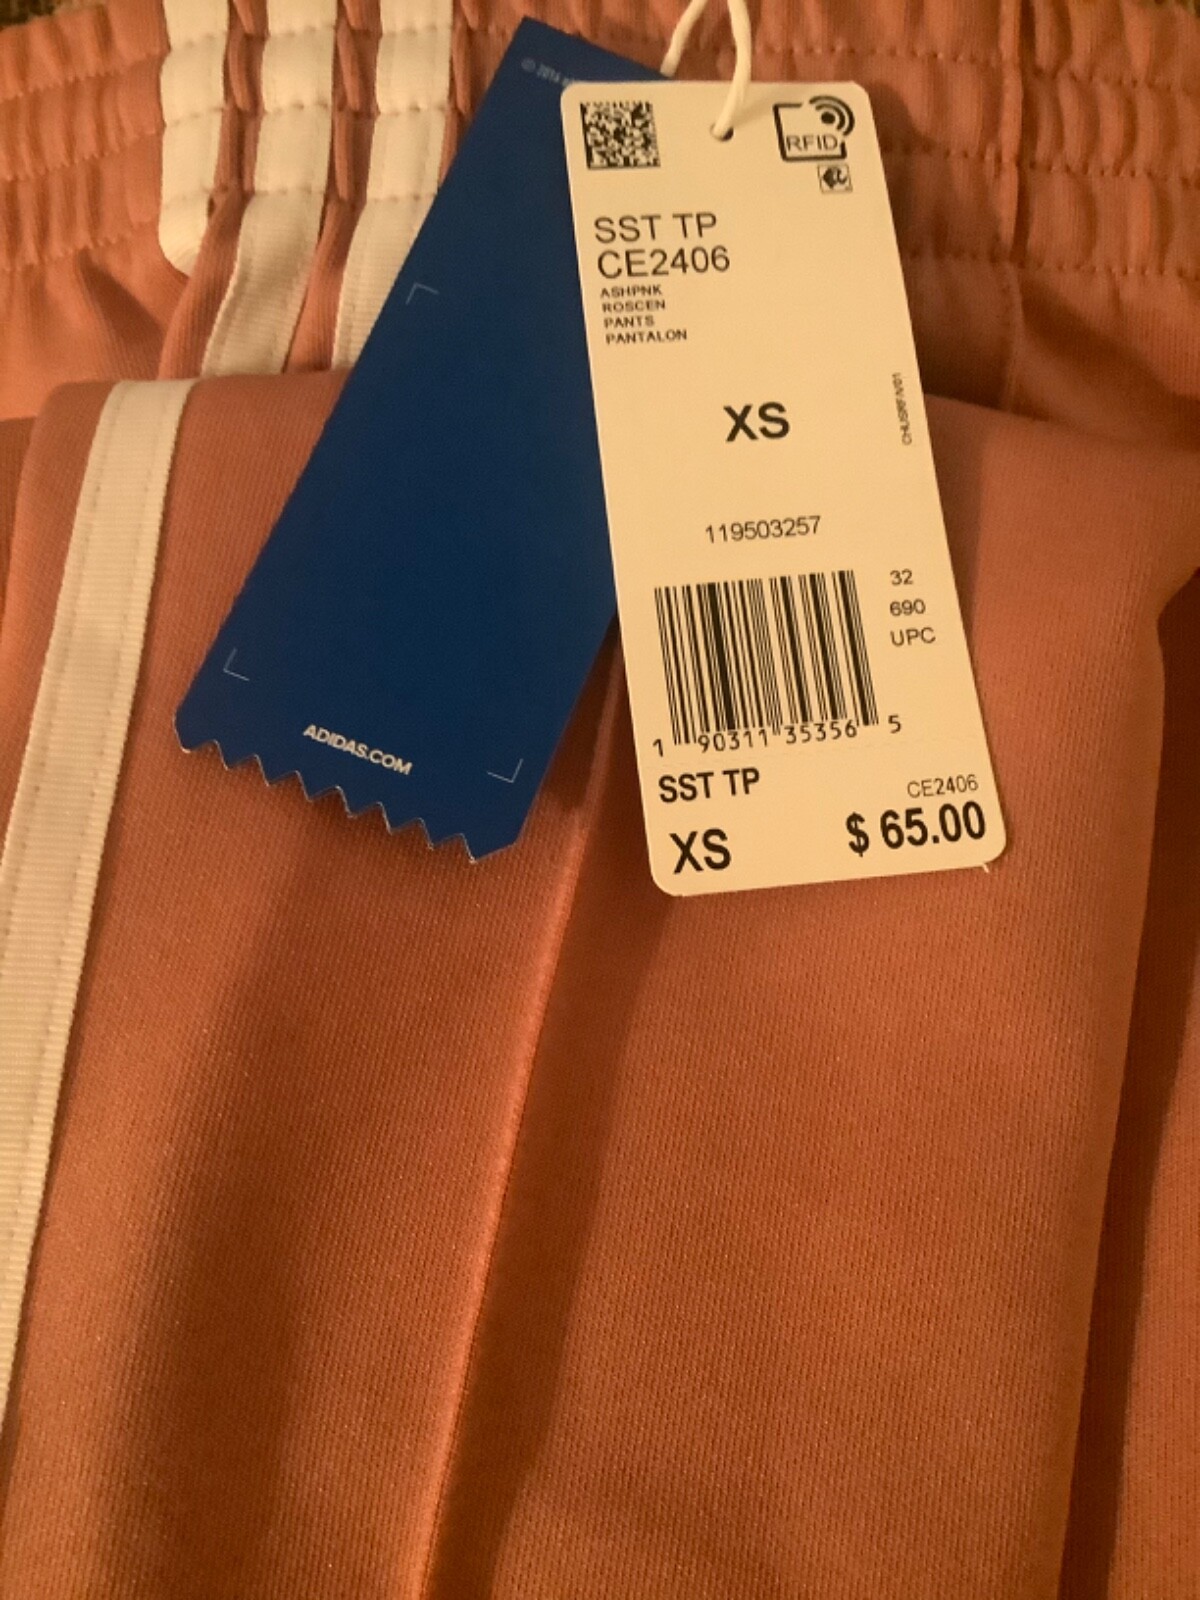 © 2014
RFID
SST TP
CE2406
ASHPNK
ROSCEN
PANTS
PANTALON
XS
119503257
32
690
UPC
1 90311 35356 5
ADIDAS.COM
SST TP
CE2406
XS
$ 65.00